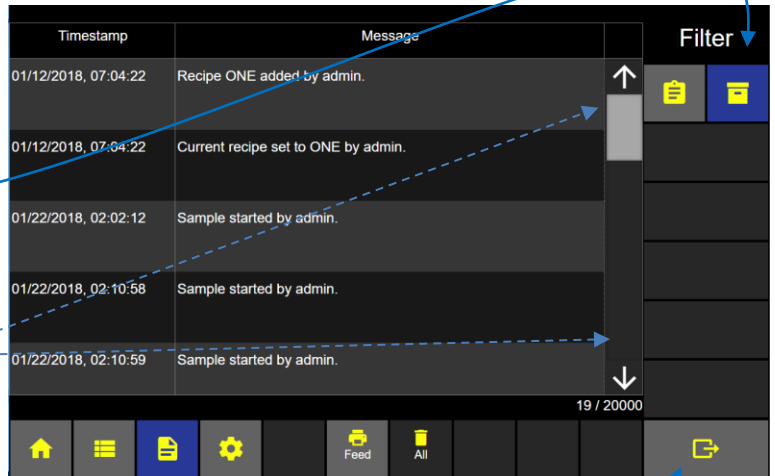 Timestamp Message Filter
01/12/2018, 07:04:22 Recipe ONE added by admin.
01/12/2018, 07:04:22 Current recipe set to ONE by admin.
01/22/2018, 02:02:12 Sample started by admin.
01/22/2018, 02:10:58 Sample started by admin.
01/22/2018, 02:10:59 Sample started by admin.
19 / 20000
Feed All